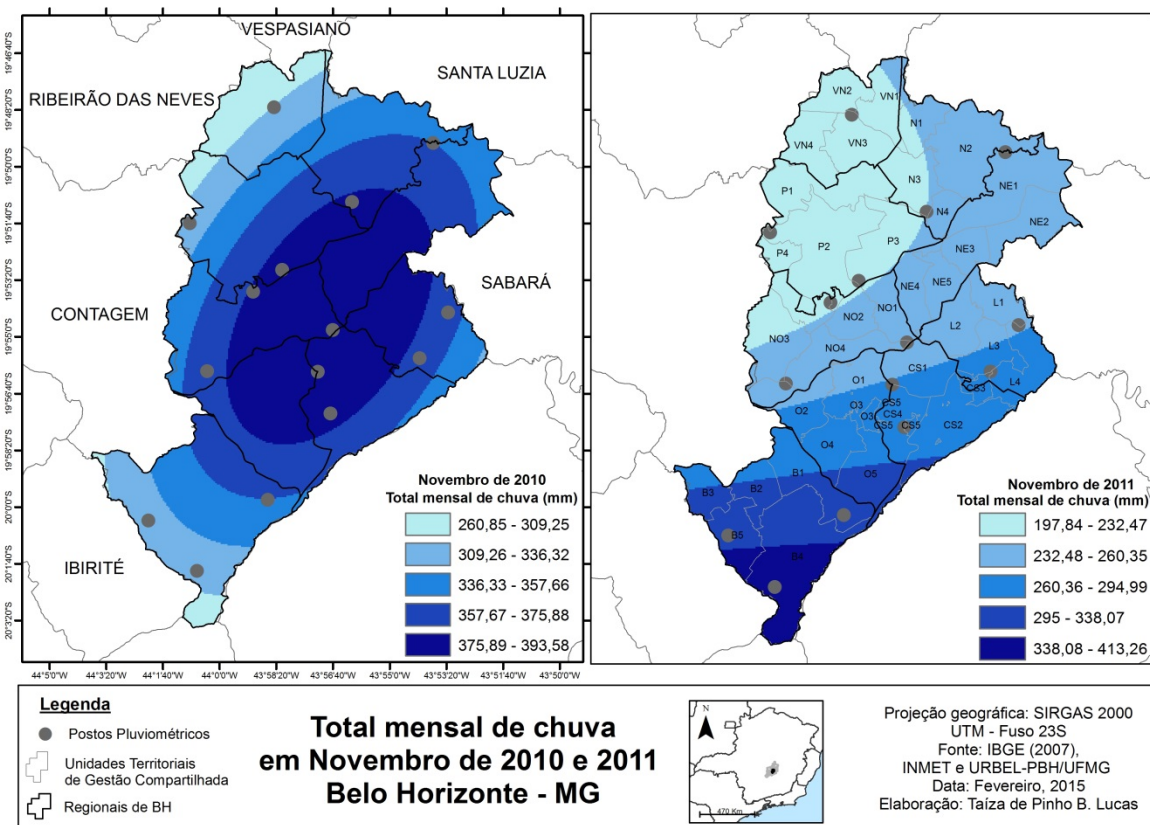 VESPASIANO
SANTA LUZIA
RIBEIRÃO DAS NEVES
CONTAGEM
SABARÁ
IBIRITÉ
19°46'40"S
19°48'20"S
19°50'0"S
19°51'40"S
19°53'20"S
19°55'0"S
19°56'40"S
19°58'20"S
20°0'0"S
20°1'40"S
20°3'20"S
44°5'0"W
44°3'20"W
44°1'40"W
44°0'0"W
43°58'20"W
43°56'40"W
43°55'0"W
43°53'20"W
43°51'40"W
43°50'0"W
Novembro de 2010
Total mensal de chuva (mm)
260,85 - 309,25
309,26 - 336,32
336,33 - 357,66
357,67 - 375,88
375,89 - 393,58
VN2
VN1
N1
VN4
VN3
N2
N3
NE1
P1
N4
NE2
P2
P3
P4
NE3
NE4
NE5
NO1
NO2
L1
L2
NO3
NO4
L3
CS1
O1
CS3
L4
O2
O3
CS5
CS4
O3
CS5
CS5
CS2
O4
B1
O5
B3
B2
B5
B4
Novembro de 2011
Total mensal de chuva (mm)
197,84 - 232,47
232,48 - 260,35
260,36 - 294,99
295 - 338,07
338,08 - 413,26
Legenda
Postos Pluviométricos
Unidades Territoriais
de Gestão Compartilhada
Regionais de BH
Total mensal de chuva
em Novembro de 2010 e 2011
Belo Horizonte - MG
N
470 Km
Projeção geográfica: SIRGAS 2000
UTM - Fuso 23S
Fonte: IBGE (2007),
INMET e URBEL-PBH/UFMG
Data: Fevereiro, 2015
Elaboração: Taíza de Pinho B. Lucas